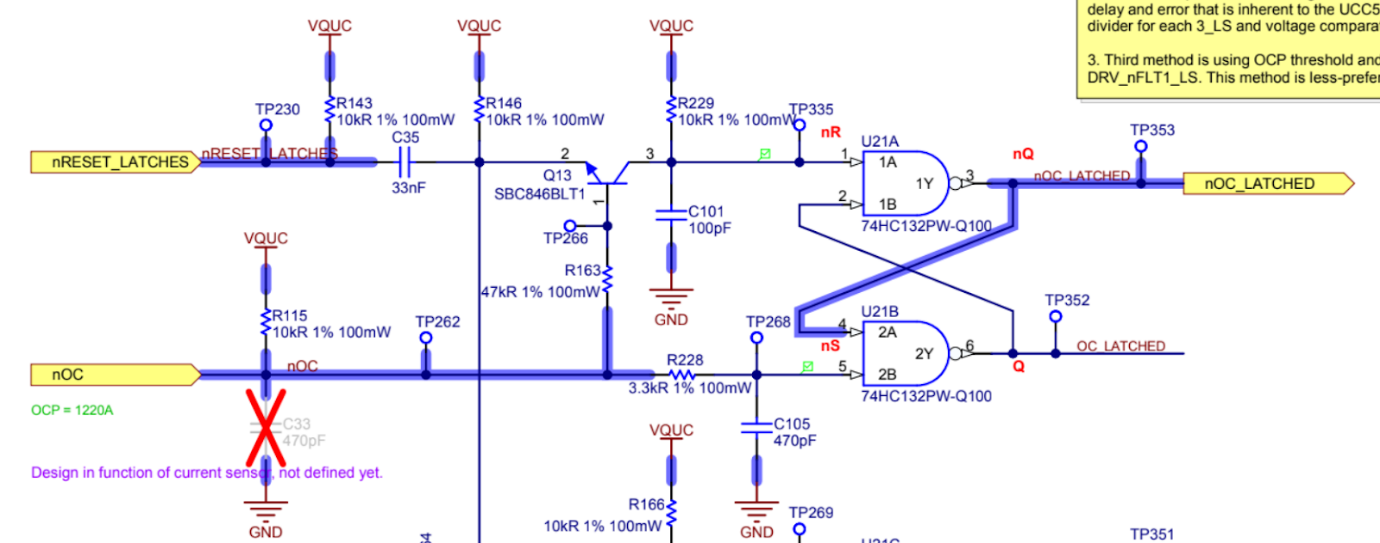 delay and error that is inherent to the UCC5
divider for each 3_LS and voltage compara
3. Third method is using OCP threshold and
DRV_nFLT1_LS. This method is less-prefe
VQUC
VQUC
VQUC
TP230
R143
10kR 1% 100mW
R146
10kR 1% 100mW
R229
10kR 1% 100mW
TP335
nR
U21A
TP353
nRESET_LATCHES
nRESET_LATCHES
C35
33nF
2
Q13
SBC846BLT1
3
1
1
1A
1Y
3
nQ
nOC_LATCHED
nOC_LATCHED
2
1B
74HC132PW-Q100
C101
100pF
TP266
VQUC
R163
47kR 1% 100mW
GND
R115
10kR 1% 100mW
TP262
TP268
U21B
TP352
4
nS
2A
2Y
6
Q
OC_LATCHED
nOC
nOC
R228
3.3kR 1% 100mW
5
2B
74HC132PW-Q100
OCP = 1220A
C33
470pF
VQUC
C105
470pF
Design in function of current sensor, not defined yet.
GND
R166
10kR 1% 100mW
GND
TP269
TP351